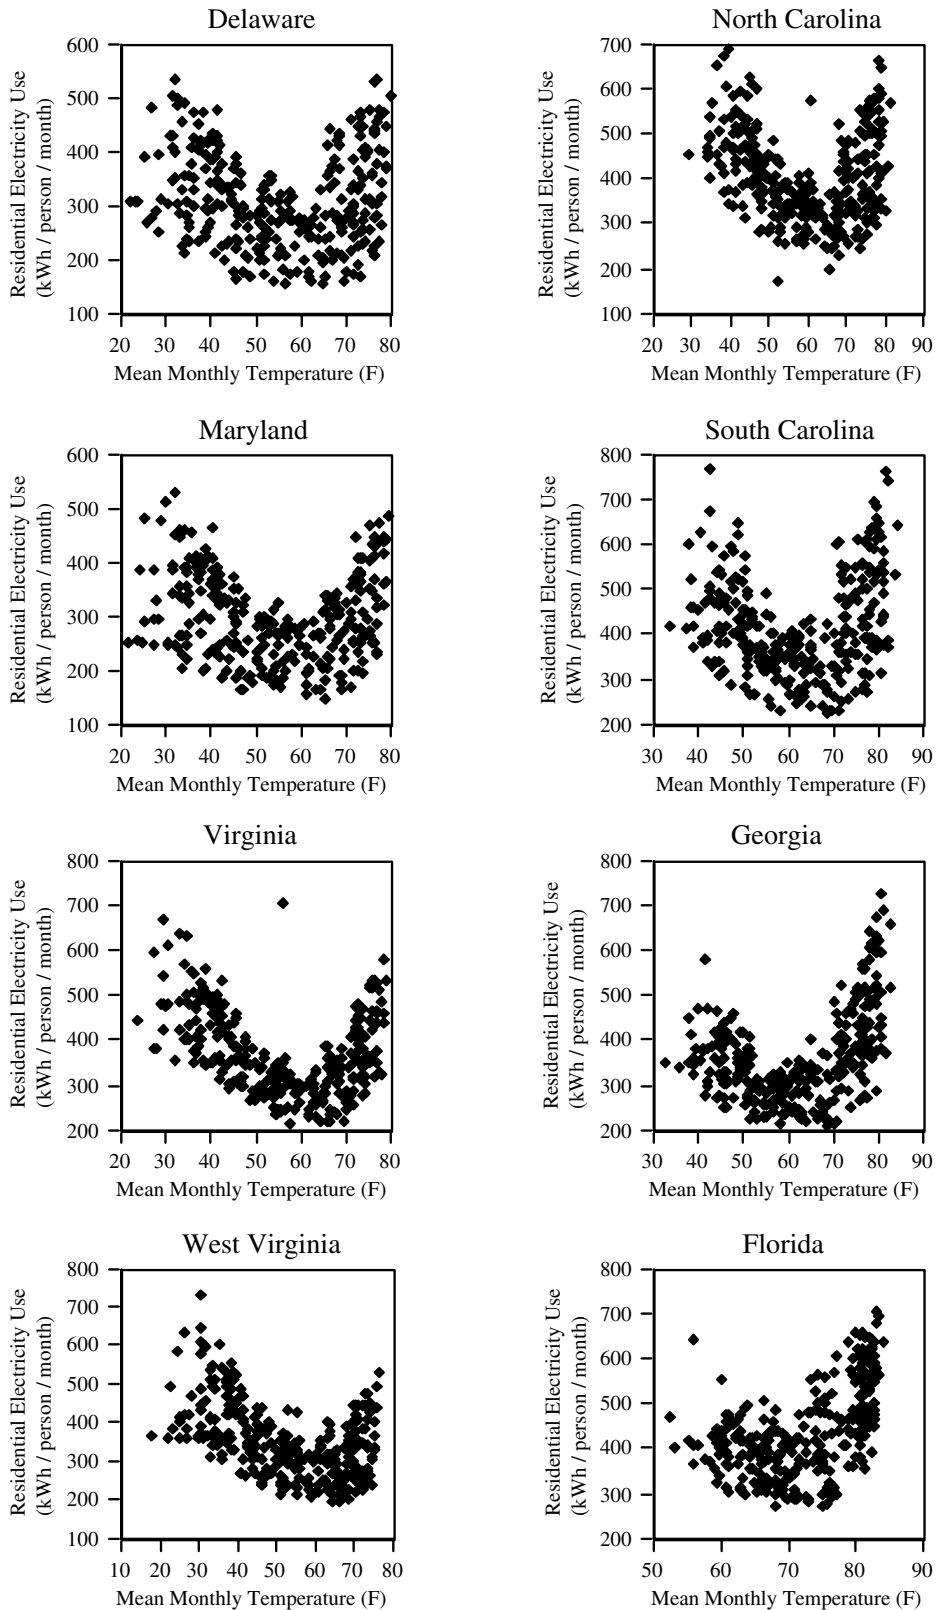 Delaware
Residential Electricity Use
(kWh / person / month)
600
500
400
300
200
100
20 30 40 50 60 70 80
Mean Monthly Temperature (F)
North Carolina
Residential Electricity Use
(kWh / person / month)
700
600
500
400
300
200
100
20 30 40 50 60 70 80 90
Mean Monthly Temperature (F)
Maryland
Residential Electricity Use
(kWh / person / month)
600
500
400
300
200
100
20 30 40 50 60 70 80
Mean Monthly Temperature (F)
South Carolina
Residential Electricity Use
(kWh / person / month)
800
700
600
500
400
300
200
30 40 50 60 70 80 90
Mean Monthly Temperature (F)
Virginia
Residential Electricity Use
(kWh / person / month)
800
700
600
500
400
300
200
20 30 40 50 60 70 80
Mean Monthly Temperature (F)
Georgia
Residential Electricity Use
(kWh / person / month)
800
700
600
500
400
300
200
30 40 50 60 70 80 90
Mean Monthly Temperature (F)
West Virginia
Residential Electricity Use
(kWh / person / month)
800
700
600
500
400
300
200
100
10 20 30 40 50 60 70 80
Mean Monthly Temperature (F)
Florida
Residential Electricity Use
(kWh / person / month)
800
700
600
500
400
300
200
50 60 70 80 90
Mean Monthly Temperature (F)